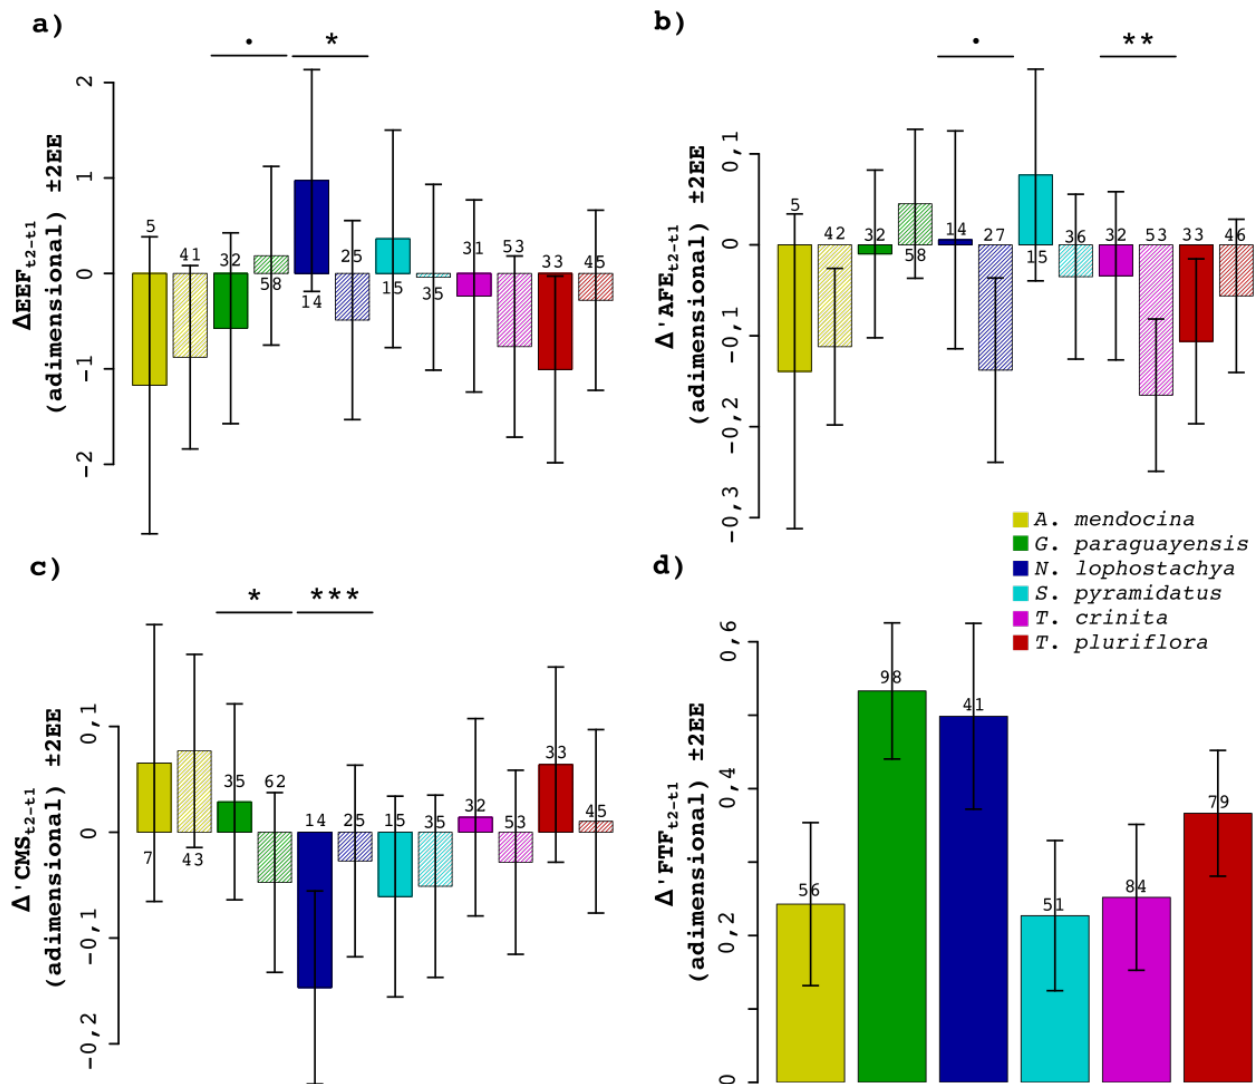 a)
• *
ΔEEFt2-t1
(adimensional) ±2EE
2
1
0
-1
-2
5 41 32 58 14 25 15 35 31 53 33 45
b)
• **
Δ'AFEt2-t1
(adimensional) ±2EE
0,1
0
-0,1
-0,2
-0,3
5 42 32 58 14 27 15 36 32 53 33 46
A. mendocina
G. paraguayensis
N. lophostachya
S. pyramidatus
T. crinita
T. pluriflora
c)
* ***
Δ'CMSt2-t1
(adimensional) ±2EE
0,1
0
-0,1
-0,2
7 43 35 62 14 25 15 35 32 53 33 45
d)
Δ'FTFt2-t1
(adimensional) ±2EE
0,6
0,4
0,2
0
56 98 41 51 84 79